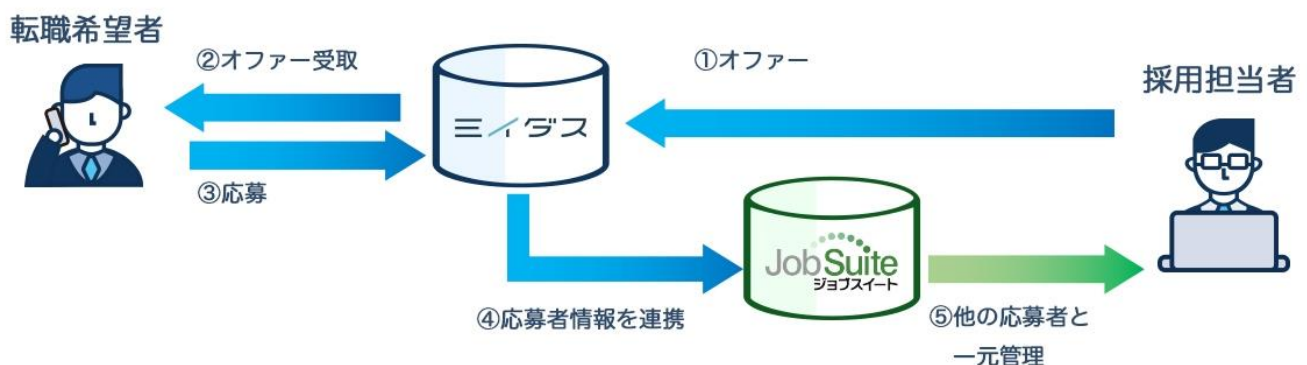 転職希望者
②オファー受取
①オファー
採用担当者
ミイダス
③応募
JobSuite
ジョブスイート
④応募者情報を連携
⑤他の応募者と
一元管理